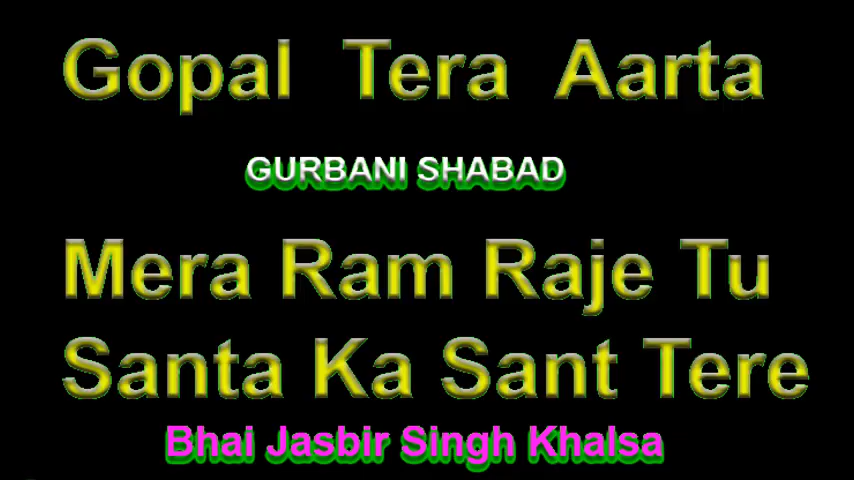 Gopal Tera Aarta
GURBANI SHABAD
Mera Ram Raje Tu
Santa Ka Sant Tere
Bhai Jasbir Singh Khalsa